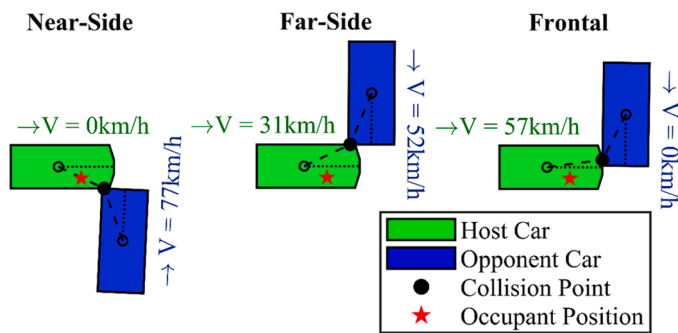 Near-Side
→V = 0km/h
→ V = 77km/h
Far-Side
→V = 31km/h
→ V = 52km/h
Frontal
→V = 57km/h
→ V = 0km/h
Host Car
Opponent Car
Collision Point
Occupant Position